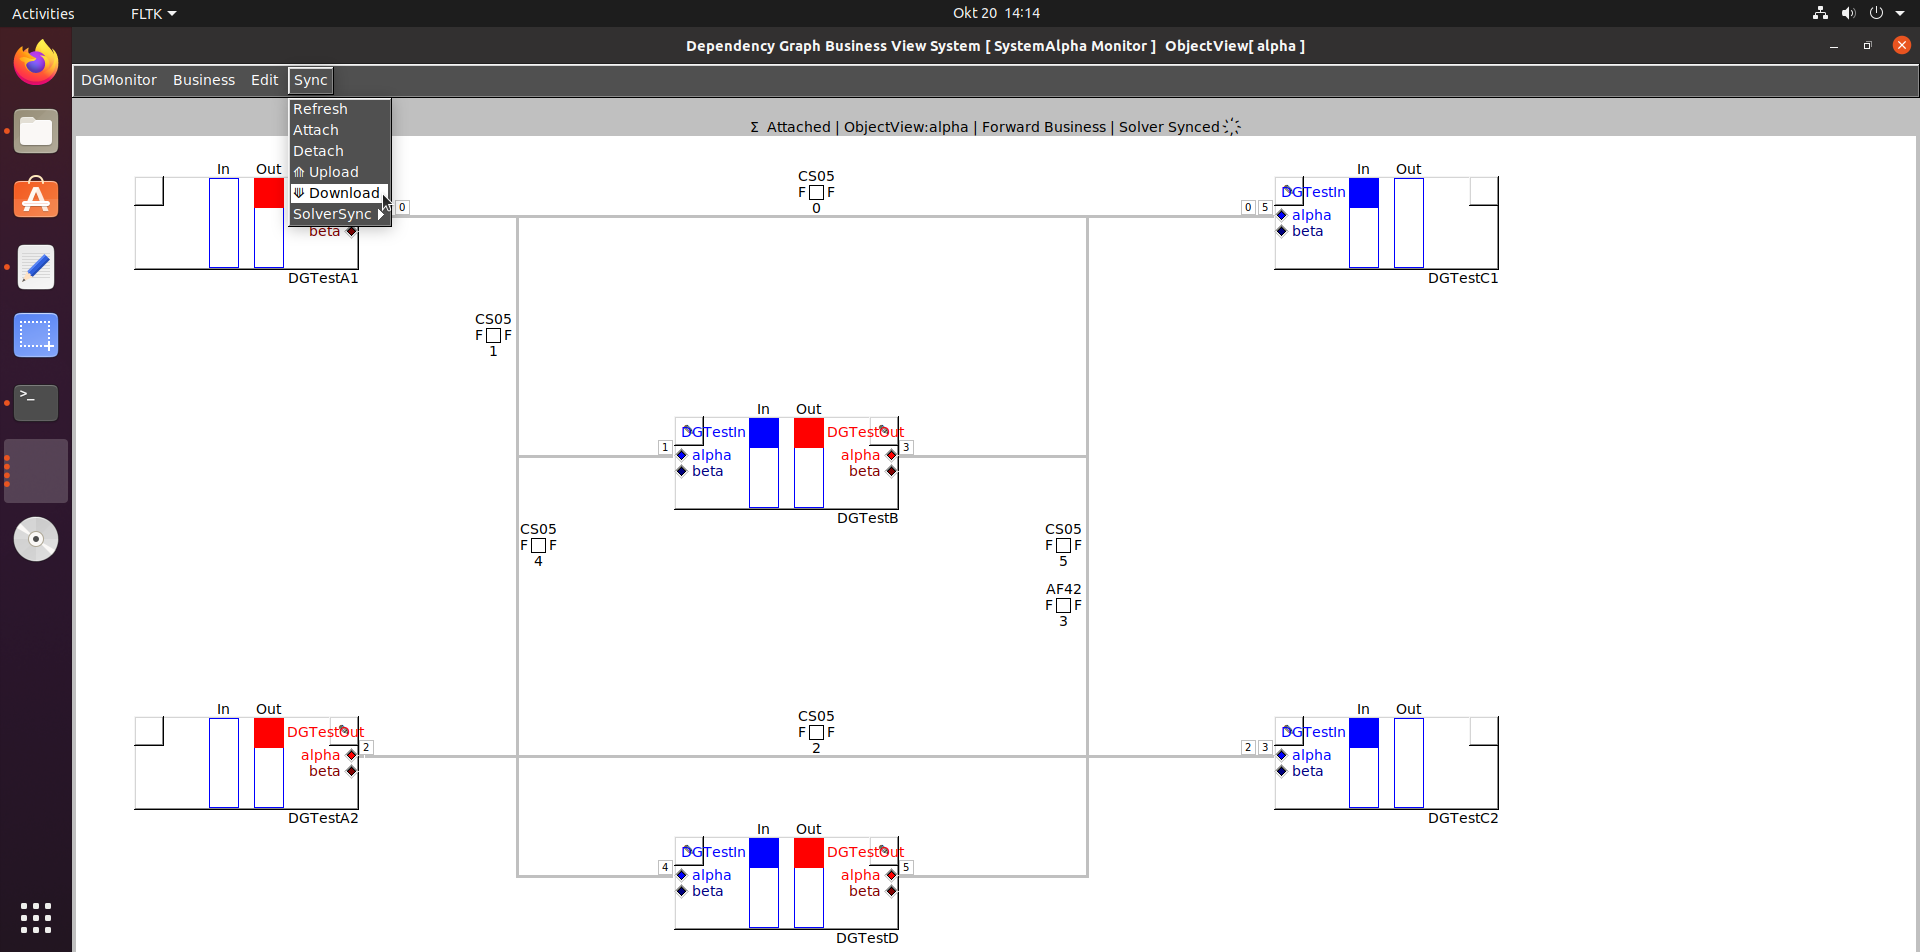 Activities FLTK Okt 20 14:14
Dependency Graph Business View System [ SystemAlpha Monitor ] ObjectView[ alpha ]
DGMonitor Business Edit Sync
Refresh
Attach
Detach
⤊ Upload
⤋ Download
SolverSync
Σ Attached | ObjectView:alpha | Forward Business | Solver Synced
In Out
0
beta
DGTestA1
CS05
F F
0
In Out
DGTestIn
0 5
alpha
beta
DGTestC1
CS05
F F
1
In Out
DGTestIn DGTestOut
1 alpha alpha 3
beta beta
DGTestB
CS05
F F
4
CS05
F F
5
AF42
F F
3
In Out
DGTestOut
alpha 2
beta
DGTestA2
CS05
F F
2
In Out
DGTestIn
2 3
alpha
beta
DGTestC2
In Out
DGTestIn DGTestOut
4 alpha alpha 5
beta beta
DGTestD
>_